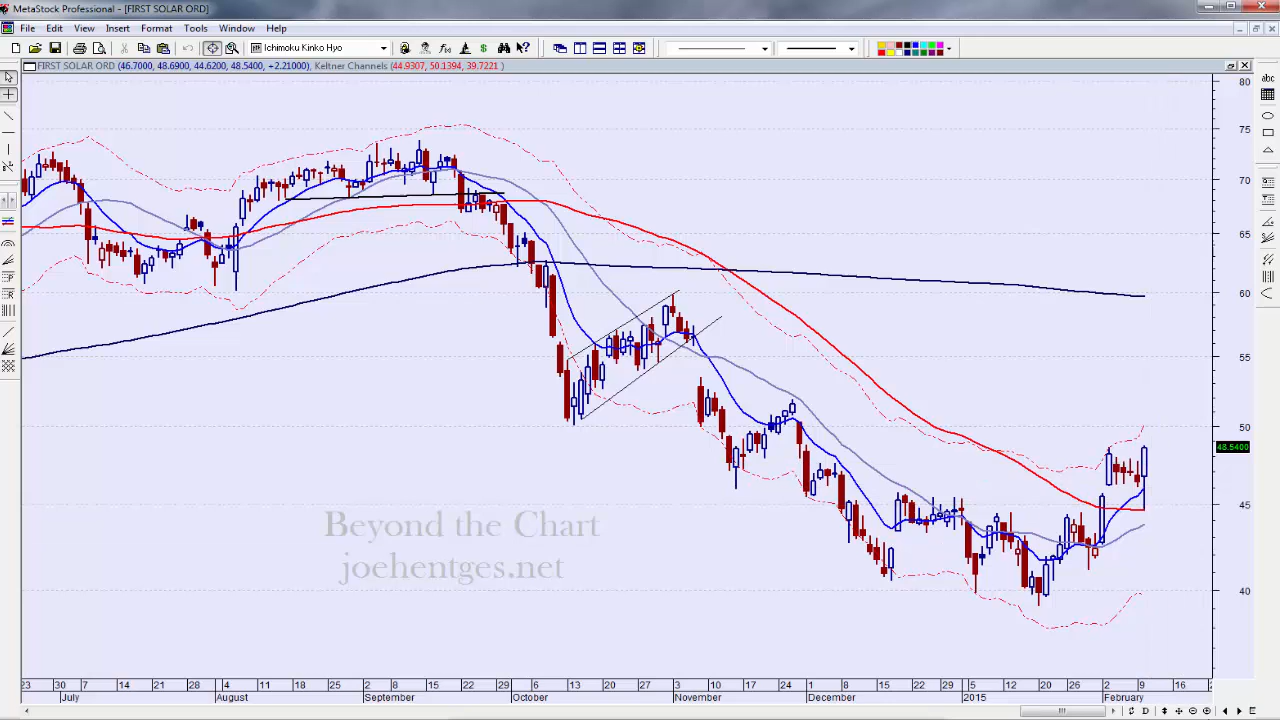 MetaStock Professional - [FIRST SOLAR ORD]
File Edit View Insert Format Tools Window Help
Ichimoku Kinko Hyo
FIRST SOLAR ORD (46.7000, 48.6900, 44.6200, 48.5400, +2.2100), Keltner Channels (44.9307, 50.1394, 39.7221 )
abc
80
75
70
65
60
55
50
48.5400
45
40
Beyond the Chart
joehentges.net
23 30 7 14 21 28 4 11 18 25 2 8 15 22 29 6 13 20 27 3 10 17 24 1 8 15 22 29 5 12 20 26 2 9 16
July August September October November December 2015 February
D E